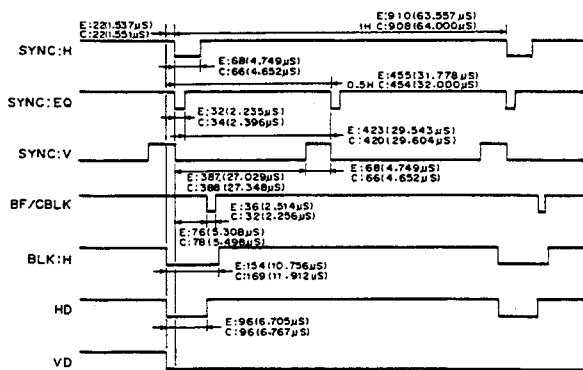 E:22(1.537µS)
C:22(1.551µS)
E:910(63.557µS)
1H C:908(64.000µS)
SYNC:H
E:68(4.749µS)
C:66(4.652µS)
E:455(31.778µS)
0.5H C:454(32.000µS)
SYNC:EQ
E:32(2.235µS)
C:34(2.396µS)
E:423(29.543µS)
C:420(29.604µS)
SYNC:V
E:387(27.029µS)
C:388(27.348µS)
E:68(4.749µS)
C:66(4.652µS)
BF/CBLK
E:36(2.514µS)
C:32(2.256µS)
E:76(5.308µS)
C:78(5.498µS)
BLK:H
E:154(10.756µS)
C:169(11.912µS)
HD
E:96(6.705µS)
C:96(6.767µS)
VD